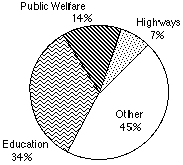 Public Welfare
14%
Highways
7%
Other
45%
Education
34%